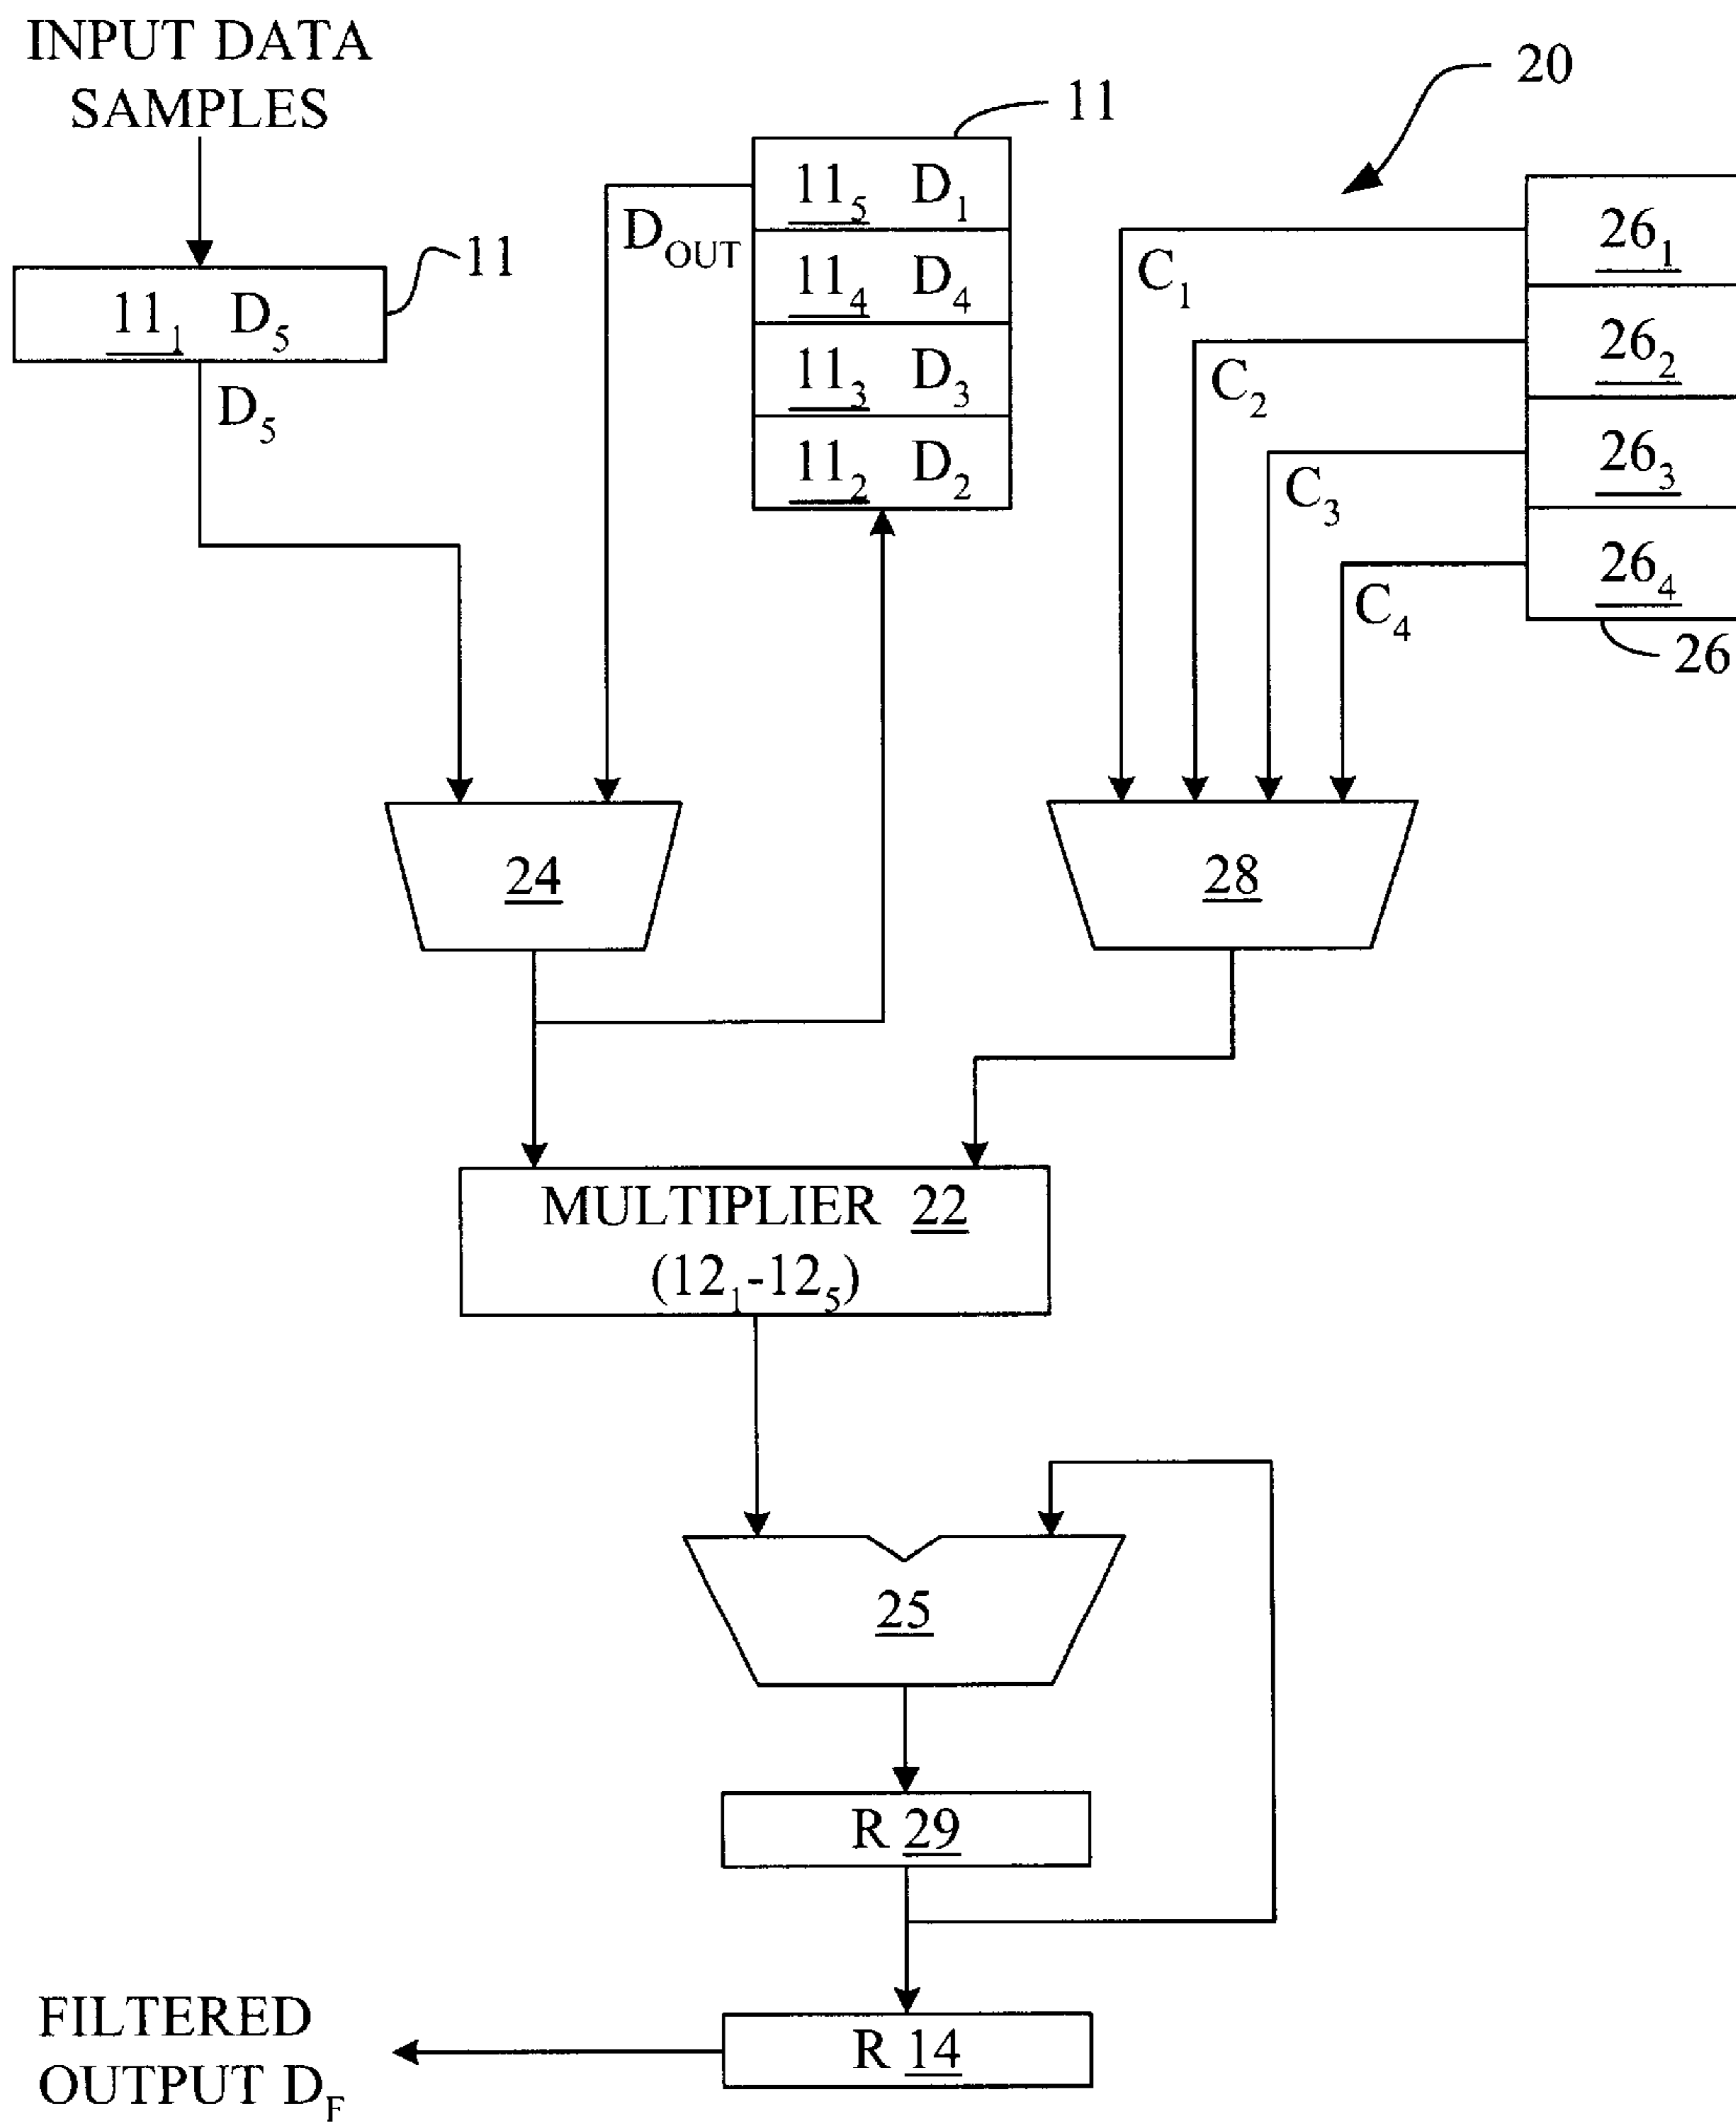 INPUT DATA
SAMPLES
20
11
11₅ D₁
D_OUT
11₄ D₄
11₃ D₃
11₂ D₂
11
11₁ D₅
D₅
26₁
C₁
26₂
C₂
26₃
C₃
26₄
C₄
26
24
28
MULTIPLIER 22
(12₁-12₅)
25
R 29
R 14
FILTERED
OUTPUT D_F